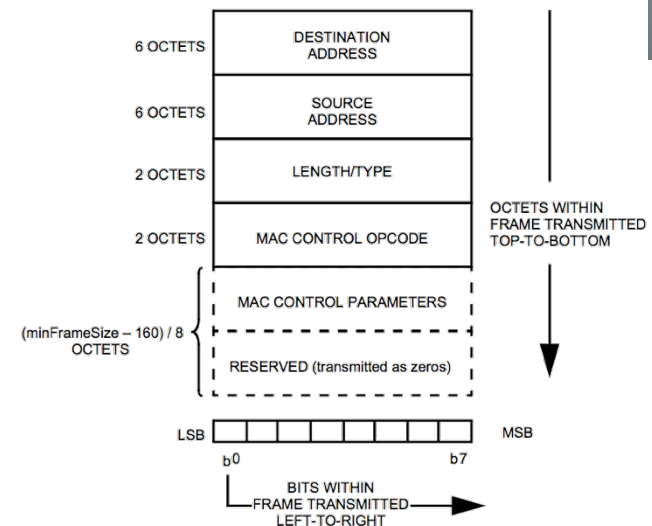 6 OCTETS
DESTINATION
ADDRESS
6 OCTETS
SOURCE
ADDRESS
2 OCTETS
LENGTH/TYPE
2 OCTETS
MAC CONTROL OPCODE
OCTETS WITHIN
FRAME TRANSMITTED
TOP-TO-BOTTOM
(minFrameSize – 160) / 8
OCTETS
MAC CONTROL PARAMETERS
RESERVED (transmitted as zeros)
LSB
MSB
b0
b7
BITS WITHIN
FRAME TRANSMITTED
LEFT-TO-RIGHT